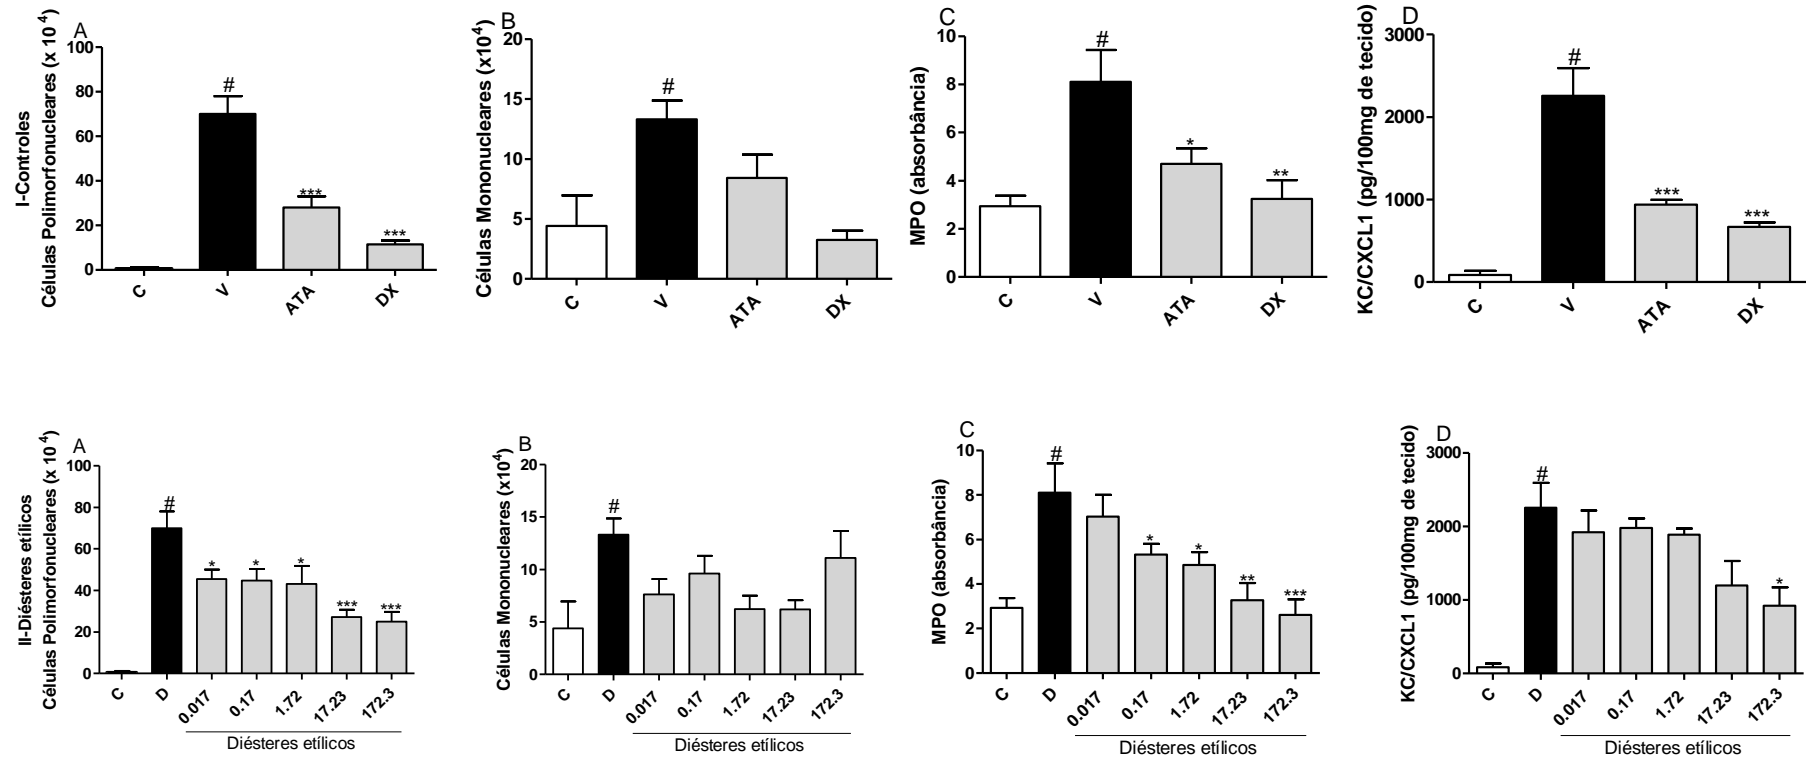 A
I-Controles
Células Polimorfonucleares (x 10⁴)
100
80
60
40
20
0
#
***
***
C
V
ATA
DX
B
Células Mononucleares (x10⁴)
20
15
10
5
0
#
C
V
ATA
DX
C
MPO (absorbância)
10
8
6
4
2
0
#
*
**
C
V
ATA
DX
D
KC/CXCL1 (pg/100mg de tecido)
3000
2000
1000
0
#
***
***
C
V
ATA
DX
A
II-Diésteres etílicos
Células Polimorfonucleares (x 10⁴)
100
80
60
40
20
0
#
*
*
*
***
***
C
D
0.017
0.17
1.72
17.23
172.3
Diésteres etílicos
B
Células Mononucleares (x10⁴)
20
15
10
5
0
#
C
D
0.017
0.17
1.72
17.23
172.3
Diésteres etílicos
C
MPO (absorbância)
10
8
6
4
2
0
#
*
*
**
***
C
D
0.017
0.17
1.72
17.23
172.3
Diésteres etílicos
D
KC/CXCL1 (pg/100mg de tecido)
3000
2000
1000
0
#
*
C
D
0.017
0.17
1.72
17.23
172.3
Diésteres etílicos